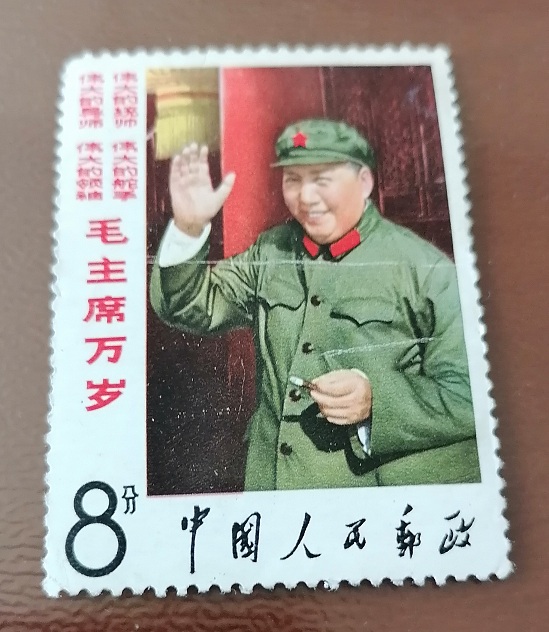 伟大的导师 伟大的领袖
伟大的统帅 伟大的舵手
毛主席万岁
8分
中国人民邮政